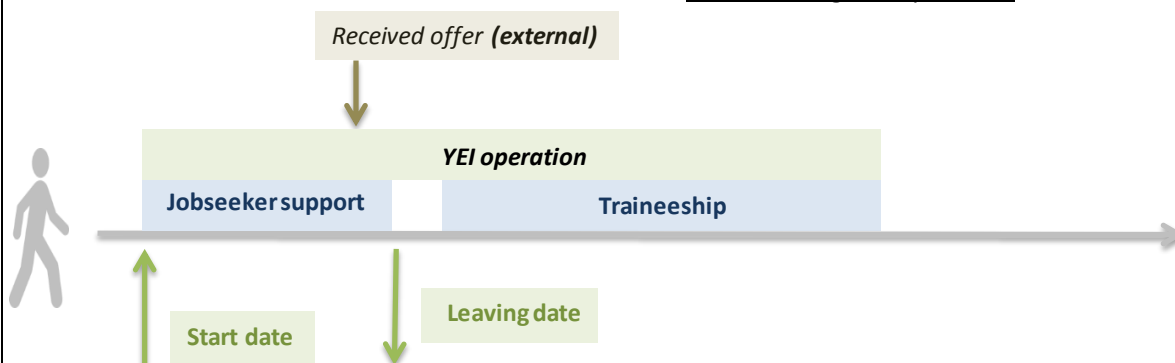 Received offer (external)
YEI operation
Jobseeker support
Traineeship
Leaving date
Start date